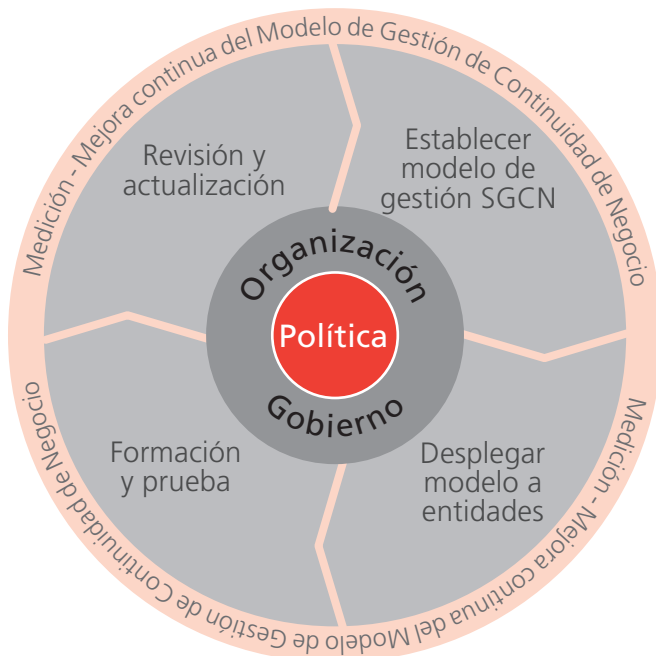 Medición - Mejora continua del Modelo de Gestión de Continuidad de Negocio
Revisión y
actualización
Establecer
modelo de
gestión SGCN
Organización
Política
Gobierno
Formación
y prueba
Desplegar
modelo a
entidades
Medición - Mejora continua del Modelo de Gestión de Continuidad de Negocio